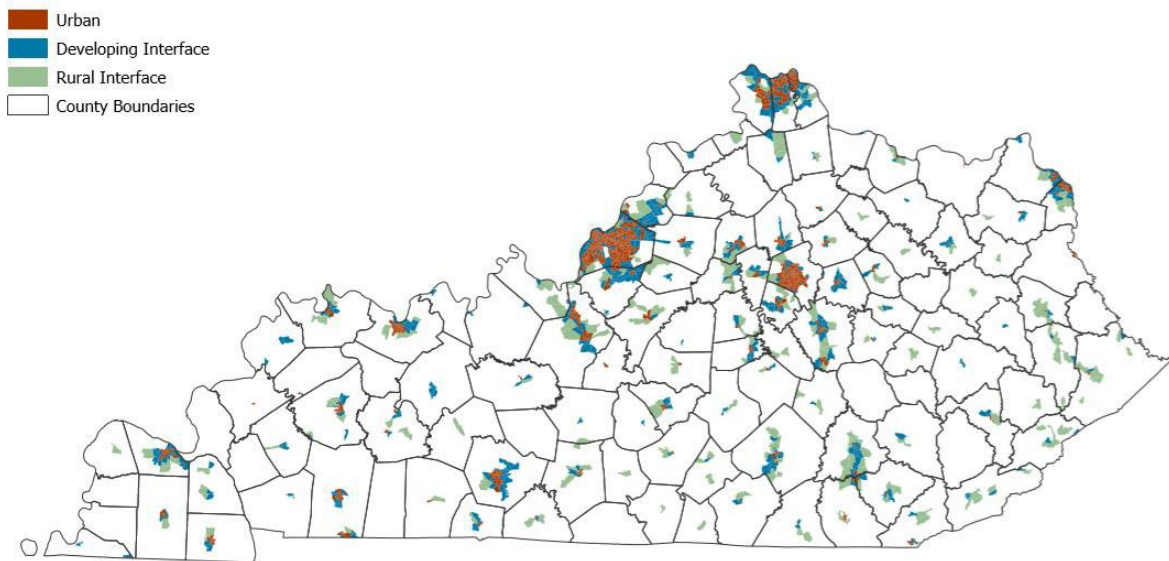 Urban
Developing Interface
Rural Interface
County Boundaries